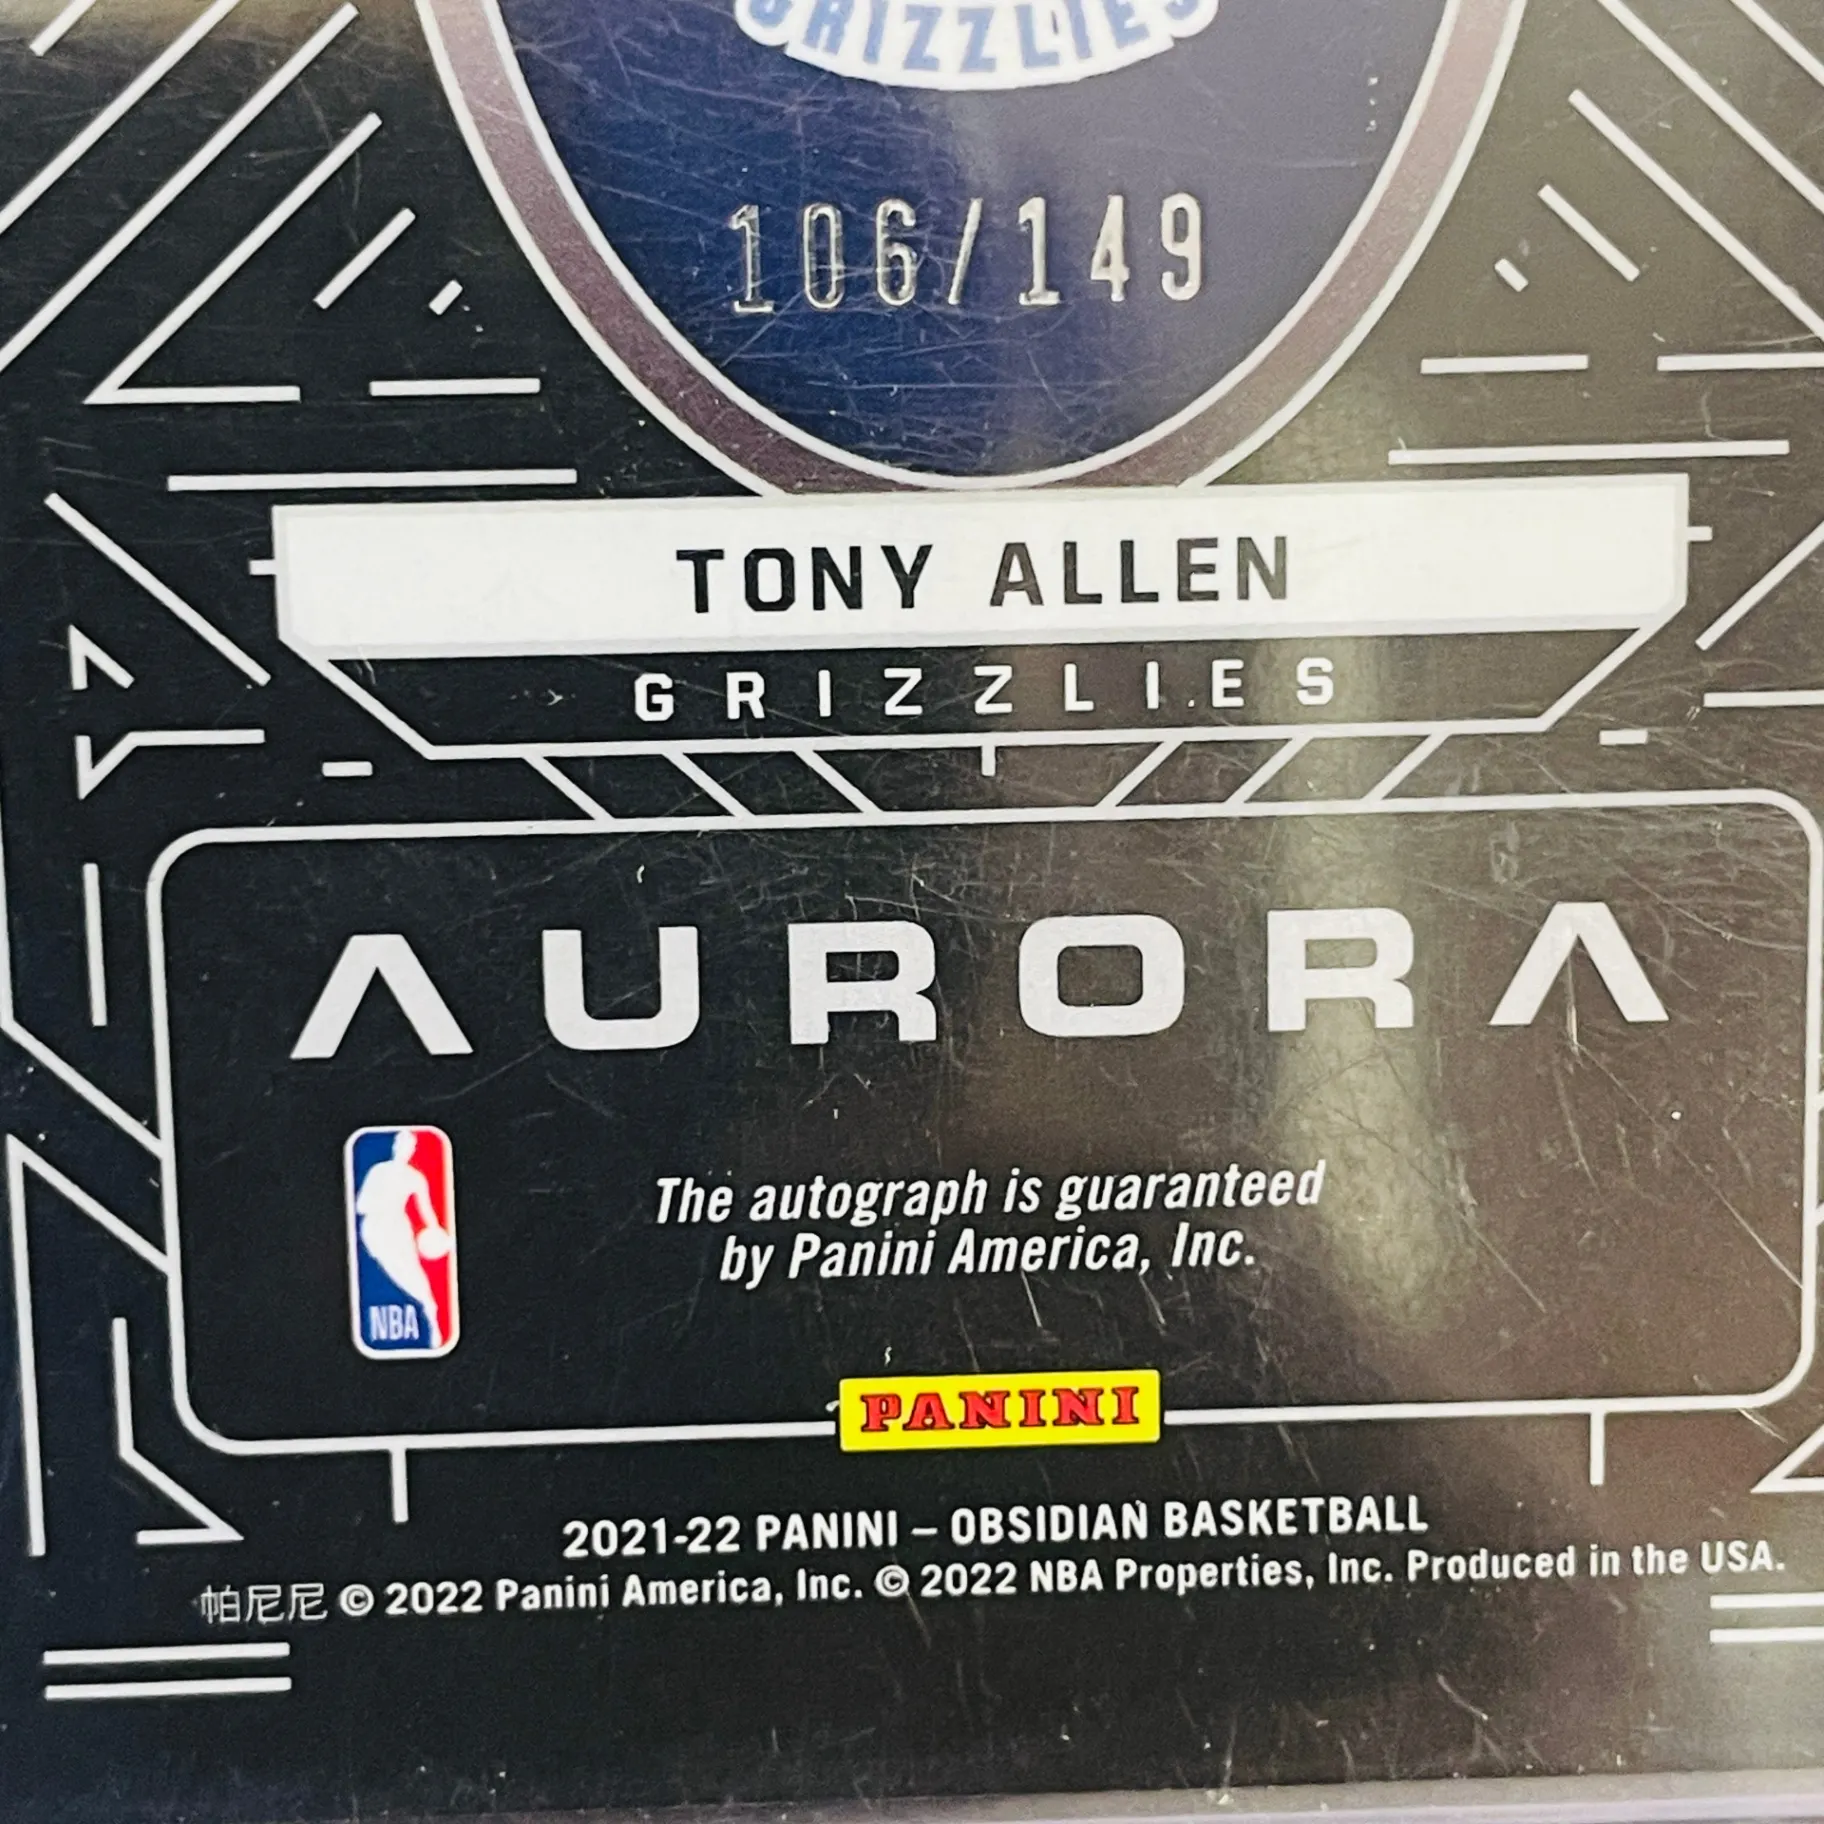 GRIZZLIES
106/149
TONY ALLEN
GRIZZLIES
AURORA
The autograph is guaranteed
by Panini America, Inc.
NBA
PANINI
2021-22 PANINI – OBSIDIAN BASKETBALL
帕尼尼 © 2022 Panini America, Inc. © 2022 NBA Properties, Inc. Produced in the USA.